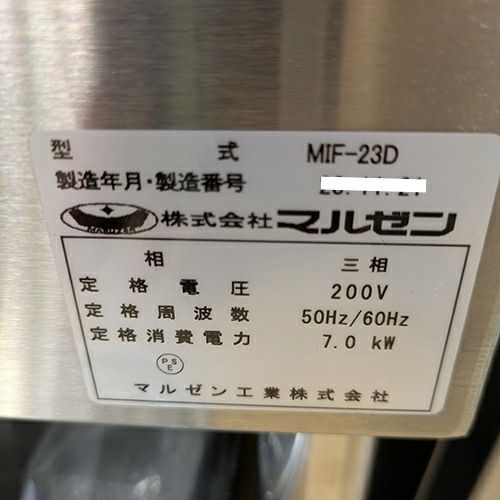 型 式 MIF-23D
製造年月・製造番号
MARUZEN 株式会社 マルゼン
相 三相
定格電圧 200V
定格周波数 50Hz/60Hz
定格消費電力 7.0 kW
PS
E
マルゼン工業株式会社